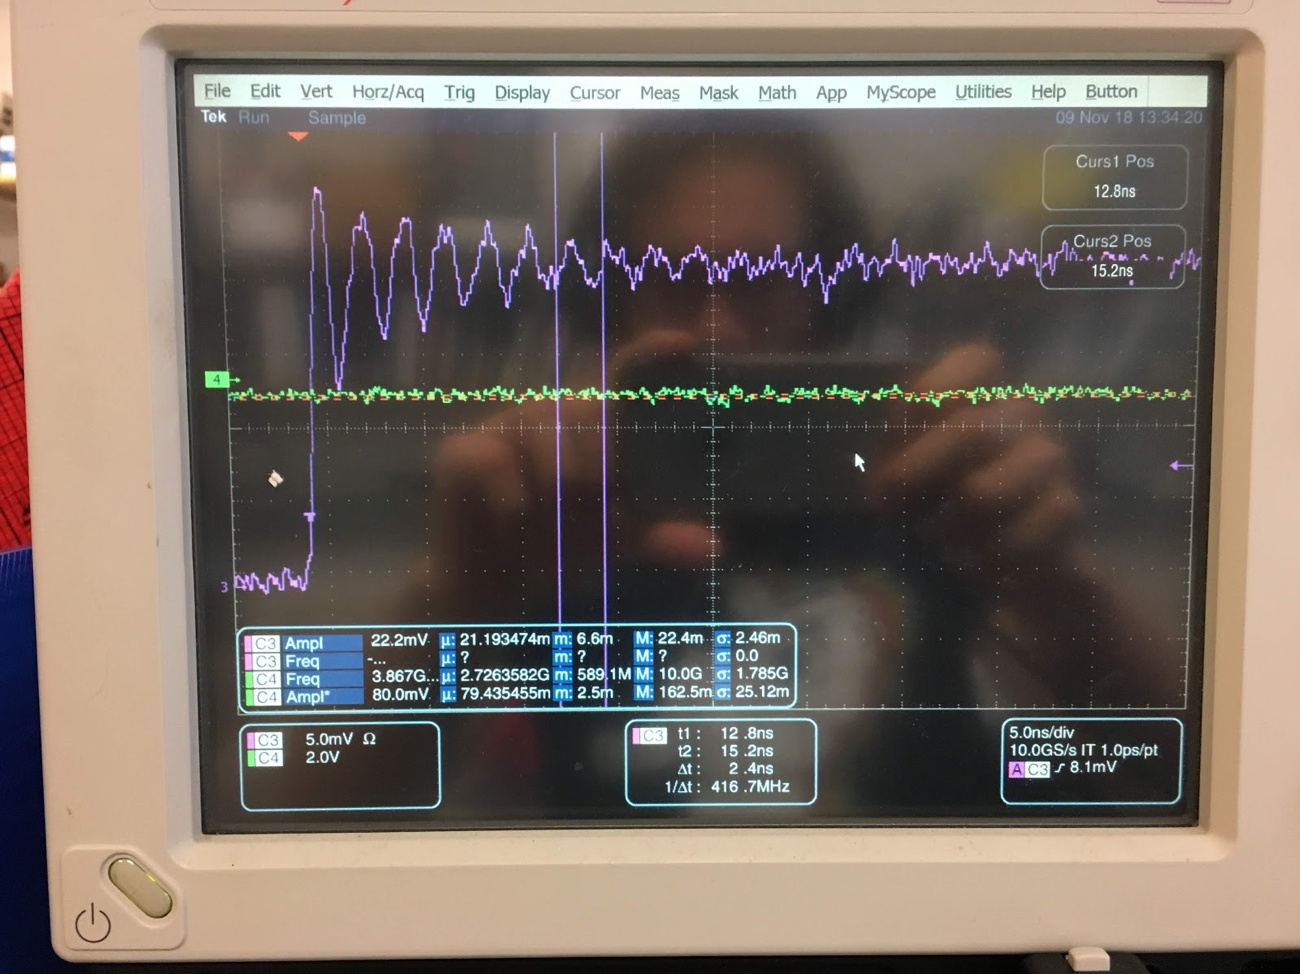 File Edit Vert Horz/Acq Trig Display Cursor Meas Mask Math App MyScope Utilities Help Button
Tek Run Sample 09 Nov 18 13:34:20
Curs1 Pos
12.8ns
Curs2 Pos
15.2ns
4
3
C3 Ampl 22.2mV µ: 21.193474m m: 6.6m M: 22.4m σ: 2.46m
C3 Freq -... µ: ? m: ? M: ? σ: 0.0
C4 Freq 3.867G... µ: 2.7263582G m: 589.1M M: 10.0G σ: 1.785G
C4 Ampl* 80.0mV µ: 79.435455m m: 2.5m M: 162.5m σ: 25.12m
C3 5.0mV Ω
C4 2.0V
C3 t1: 12.8ns
t2: 15.2ns
Δt: 2.4ns
1/Δt: 416.7MHz
5.0ns/div
10.0GS/s IT 1.0ps/pt
A C3 8.1mV